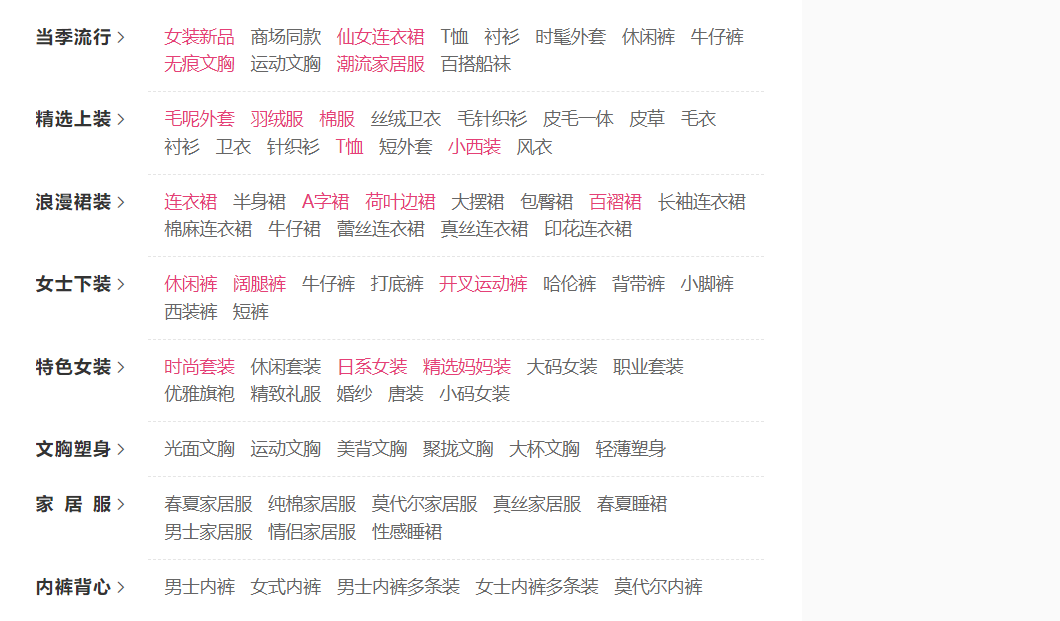 当季流行 > 女装新品 商场同款 仙女连衣裙 T恤 衬衫 时髦外套 休闲裤 牛仔裤
无痕文胸 运动文胸 潮流家居服 百搭船袜
精选上装 > 毛呢外套 羽绒服 棉服 丝绒卫衣 毛针织衫 皮毛一体 皮草 毛衣
衬衫 卫衣 针织衫 T恤 短外套 小西装 风衣
浪漫裙装 > 连衣裙 半身裙 A字裙 荷叶边裙 大摆裙 包臀裙 百褶裙 长袖连衣裙
棉麻连衣裙 牛仔裙 蕾丝连衣裙 真丝连衣裙 印花连衣裙
女士下装 > 休闲裤 阔腿裤 牛仔裤 打底裤 开叉运动裤 哈伦裤 背带裤 小脚裤
西装裤 短裤
特色女装 > 时尚套装 休闲套装 日系女装 精选妈妈装 大码女装 职业套装
优雅旗袍 精致礼服 婚纱 唐装 小码女装
文胸塑身 > 光面文胸 运动文胸 美背文胸 聚拢文胸 大杯文胸 轻薄塑身
家 居 服 > 春夏家居服 纯棉家居服 莫代尔家居服 真丝家居服 春夏睡裙
男士家居服 情侣家居服 性感睡裙
内裤背心 > 男士内裤 女式内裤 男士内裤多条装 女士内裤多条装 莫代尔内裤